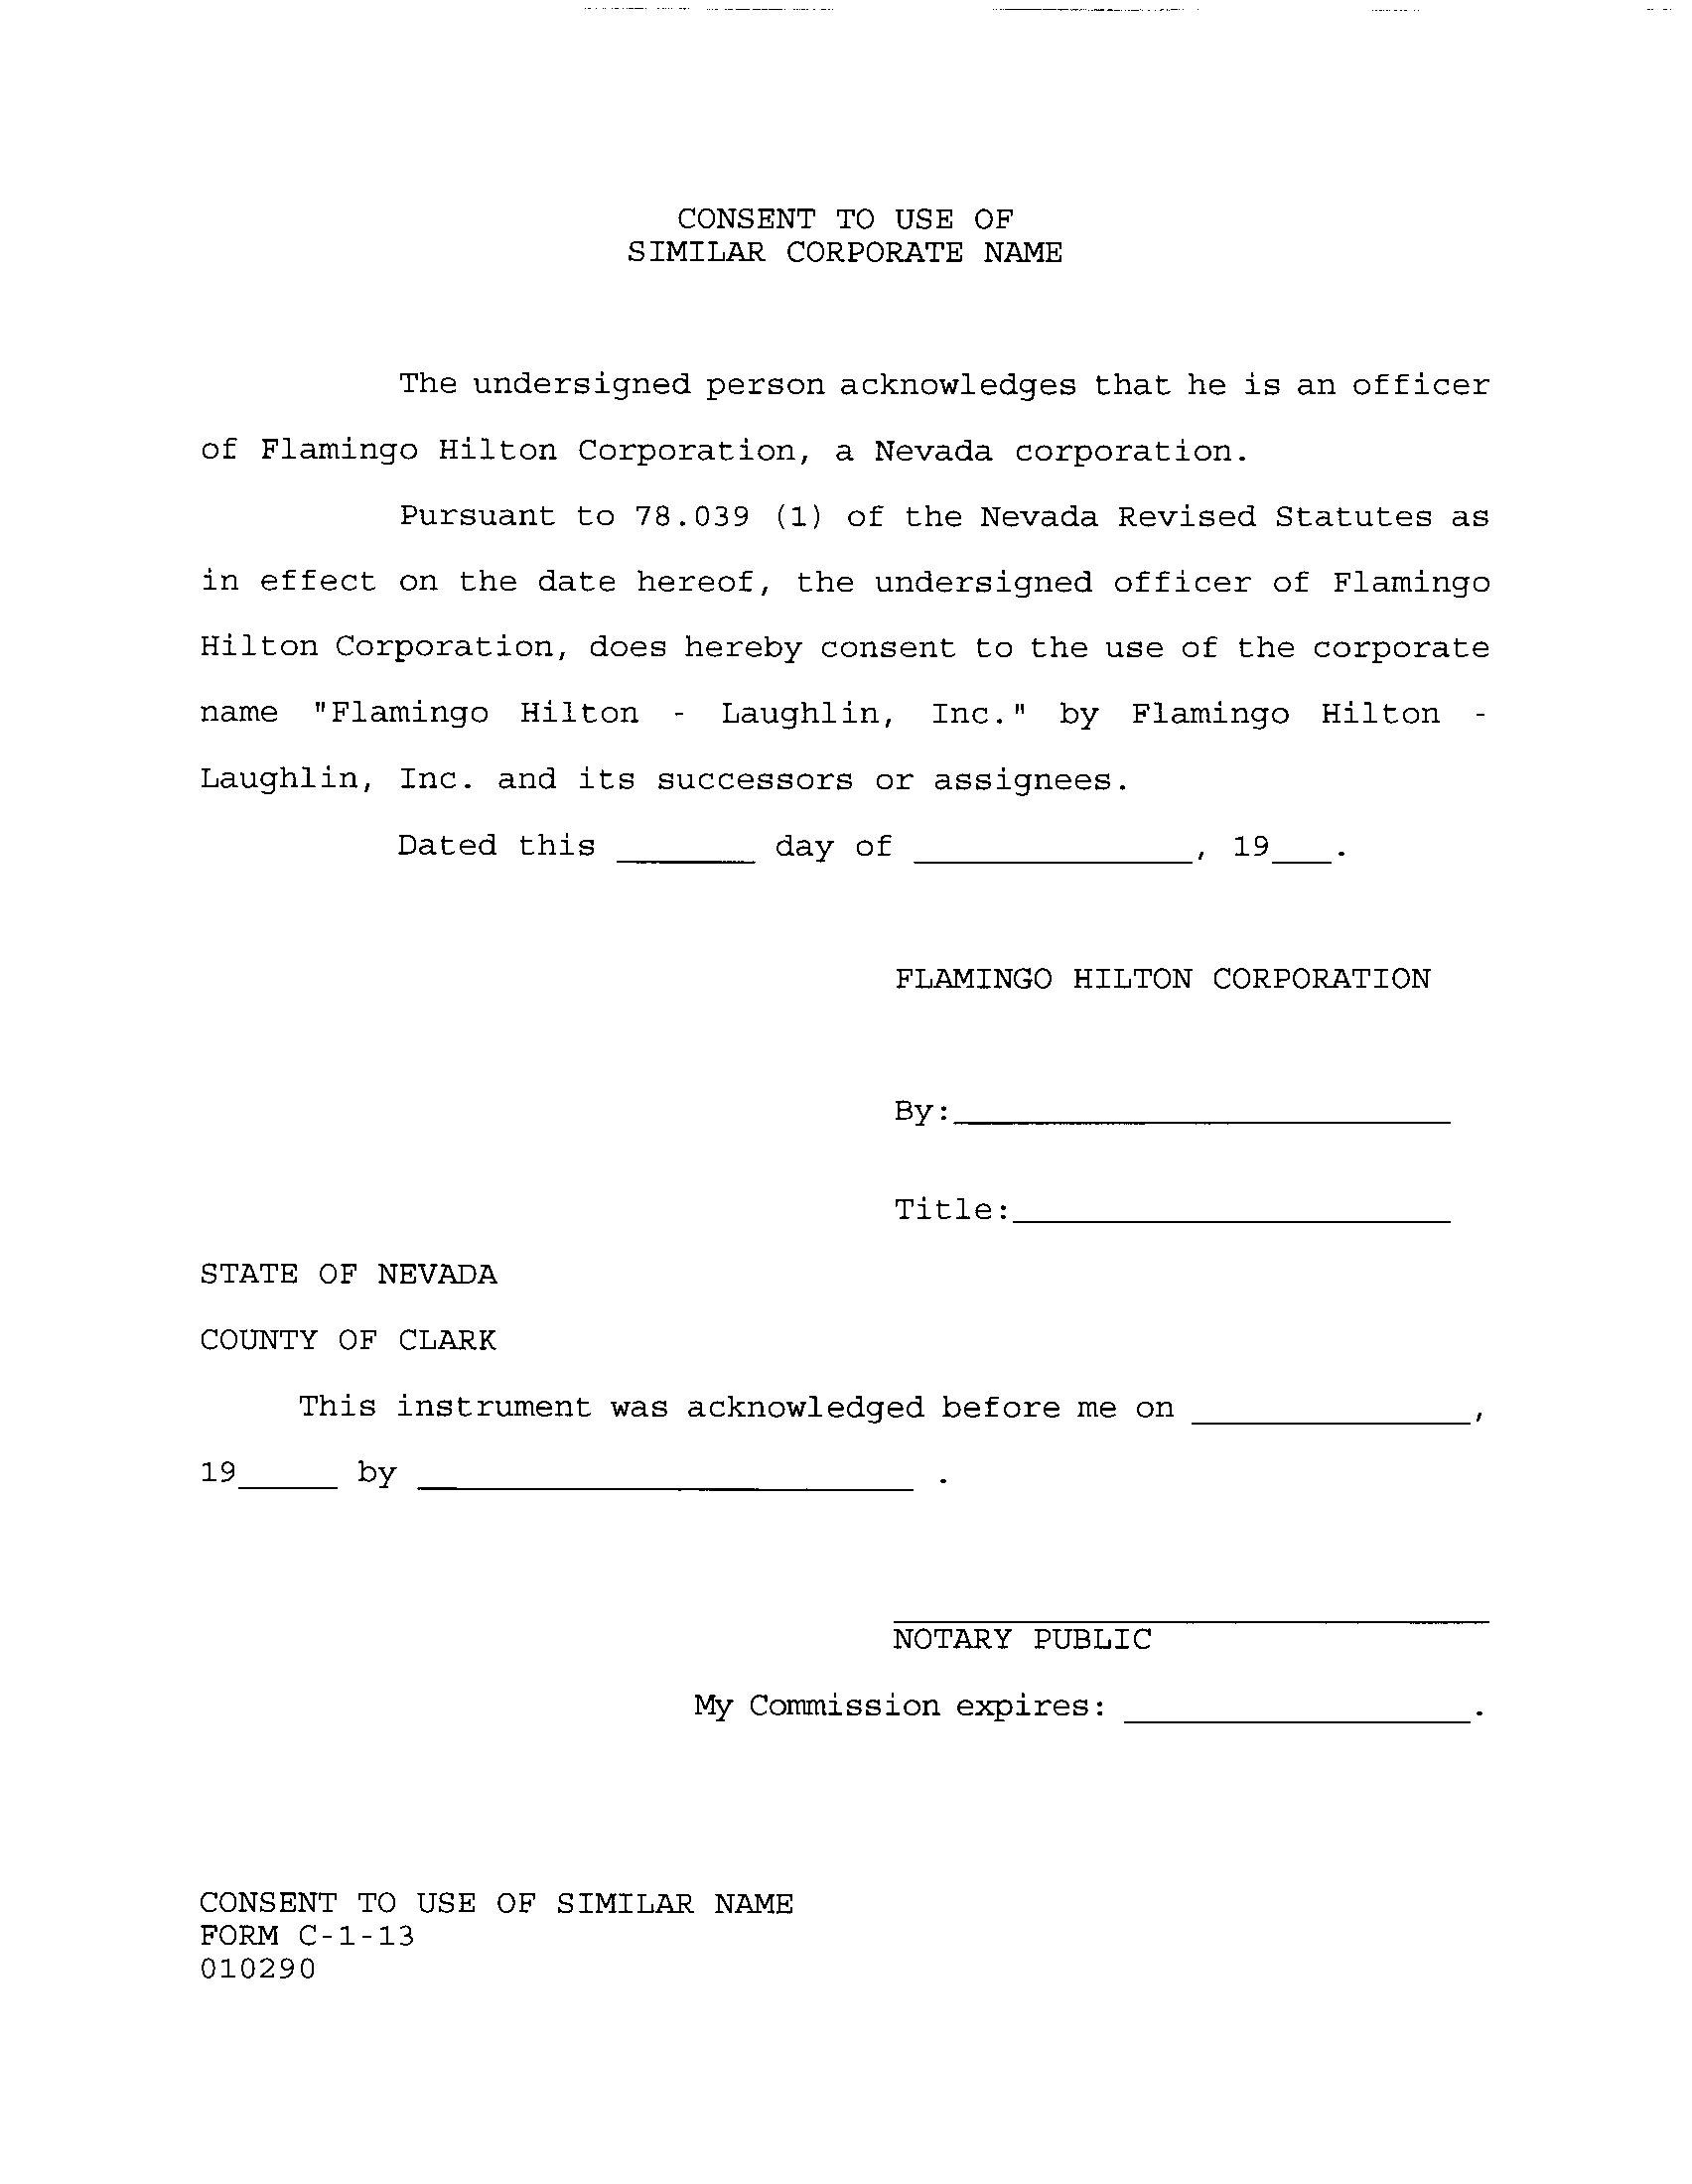 CONSENT TO USE OF
SIMILAR CORPORATE NAME
The undersigned person acknowledges that he is an officer
of Flamingo Hilton Corporation, a Nevada corporation.
Pursuant to 78.039 (1) of the Nevada Revised Statutes as
in effect on the date hereof, the undersigned officer of Flamingo
Hilton Corporation, does hereby consent to the use of the corporate
name "Flamingo Hilton - Laughlin, Inc." by Flamingo Hilton -
Laughlin, Inc. and its successors or assignees.
Dated this _______ day of ______________, 19___.
FLAMINGO HILTON CORPORATION
By:_________________________
Title:______________________
STATE OF NEVADA
COUNTY OF CLARK
This instrument was acknowledged before me on ______________,
19_____ by _________________________ .
NOTARY PUBLIC
My Commission expires: __________________.
CONSENT TO USE OF SIMILAR NAME
FORM C-1-13
010290